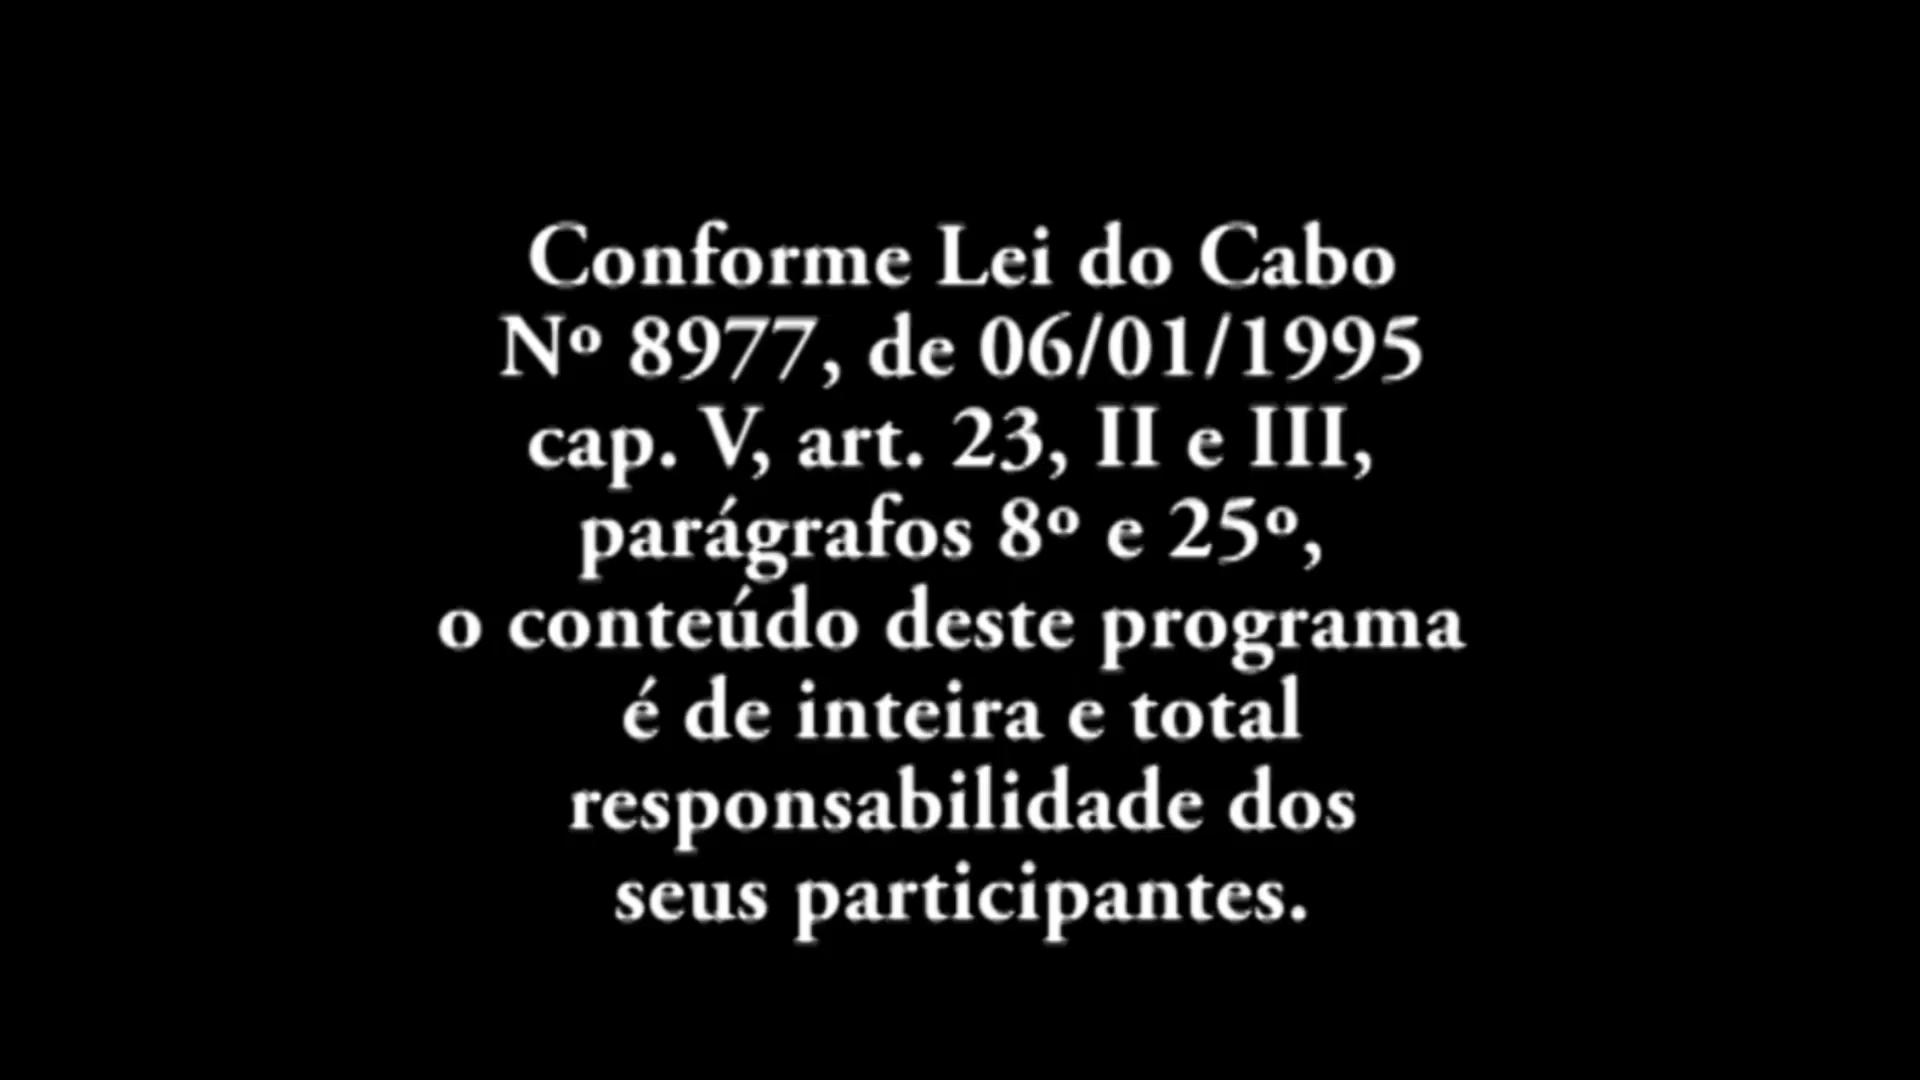 Conforme Lei do Cabo
Nº 8977, de 06/01/1995
cap. V, art. 23, II e III,
parágrafos 8º e 25º,
o conteúdo deste programa
é de inteira e total
responsabilidade dos
seus participantes.